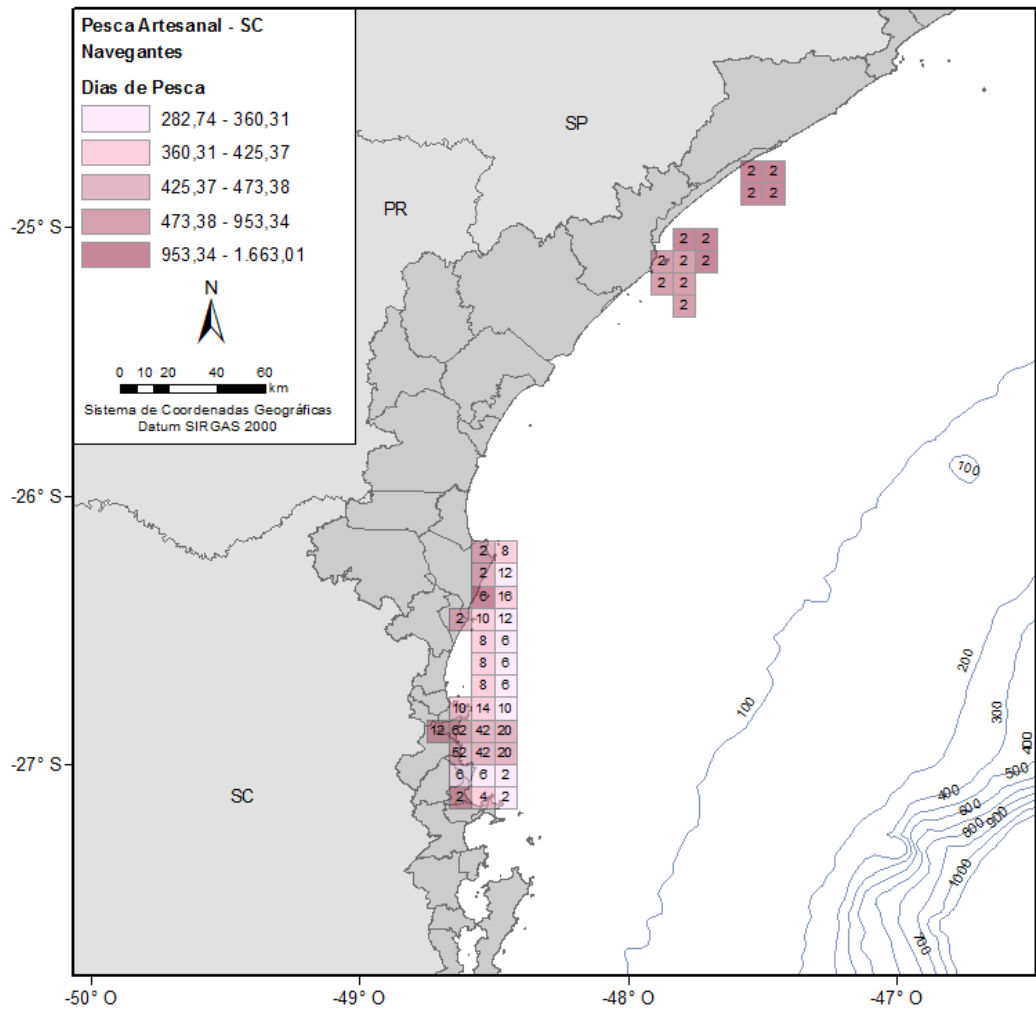 Pesca Artesanal - SC
Navegantes
Dias de Pesca
282,74 - 360,31
360,31 - 425,37
425,37 - 473,38
473,38 - 953,34
953,34 - 1.663,01
N
0 10 20 40 60
km
Sistema de Coordenadas Geográficas
Datum SIRGAS 2000
SP
PR
SC
2 2
2 2
-25° S
2 2
2 2 2
2 2
2
100
-26° S
2 8
2 12
6 16
2 10 12
8 6
8 6
8 6
10 14 10
12 62 42 20
52 42 20
6 6 2
2 4 2
-27° S
100
200
300
400
400
500
600
800
900
1000
700
-50° O -49° O -48° O -47° O